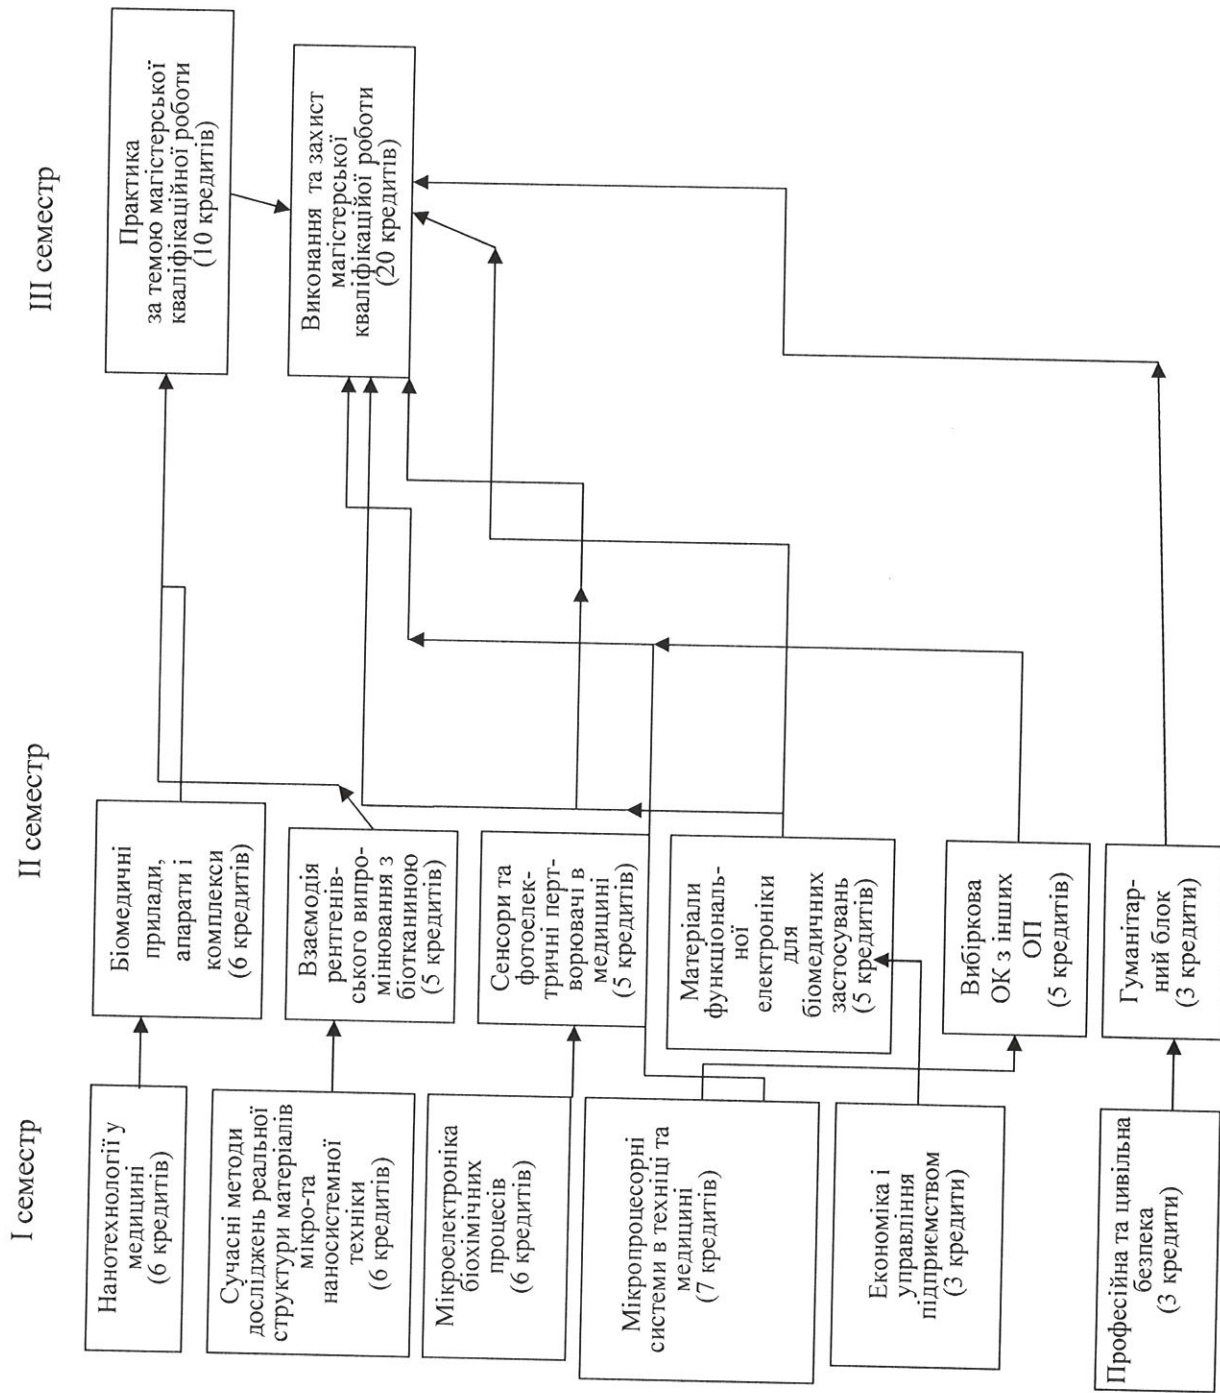 I семестр
II семестр
III семестр
Нанотехнології у
медицині
(6 кредитів)
Сучасні методи
досліджень реальної
структури матеріалів
мікро-та
наносистемної
техніки
(6 кредитів)
Мікроелектроніка
біохімічних
процесів
(6 кредитів)
Мікропроцесорні
системи в техніці та
медицині
(7 кредитів)
Економіка і
управління
підприємством
(3 кредити)
Професійна та цивільна
безпека
(3 кредити)
Біомедичні
прилади,
апарати і
комплекси
(6 кредитів)
Взаємодія
рентгенів-
ського випро-
мінювання з
біотканиною
(5 кредитів)
Сенсори та
фотоелек-
тричні перт-
ворювачі в
медицині
(5 кредитів)
Матеріали
функціональ-
ної
електроніки
для
біомедичних
застосувань
(5 кредитів)
Вибіркова
ОК з інших
ОП
(5 кредитів)
Гуманітар-
ний блок
(3 кредити)
Практика
за темою магістерської
кваліфікаційної роботи
(10 кредитів)
Виконання та захист
магістерської
кваліфікаційої роботи
(20 кредитів)